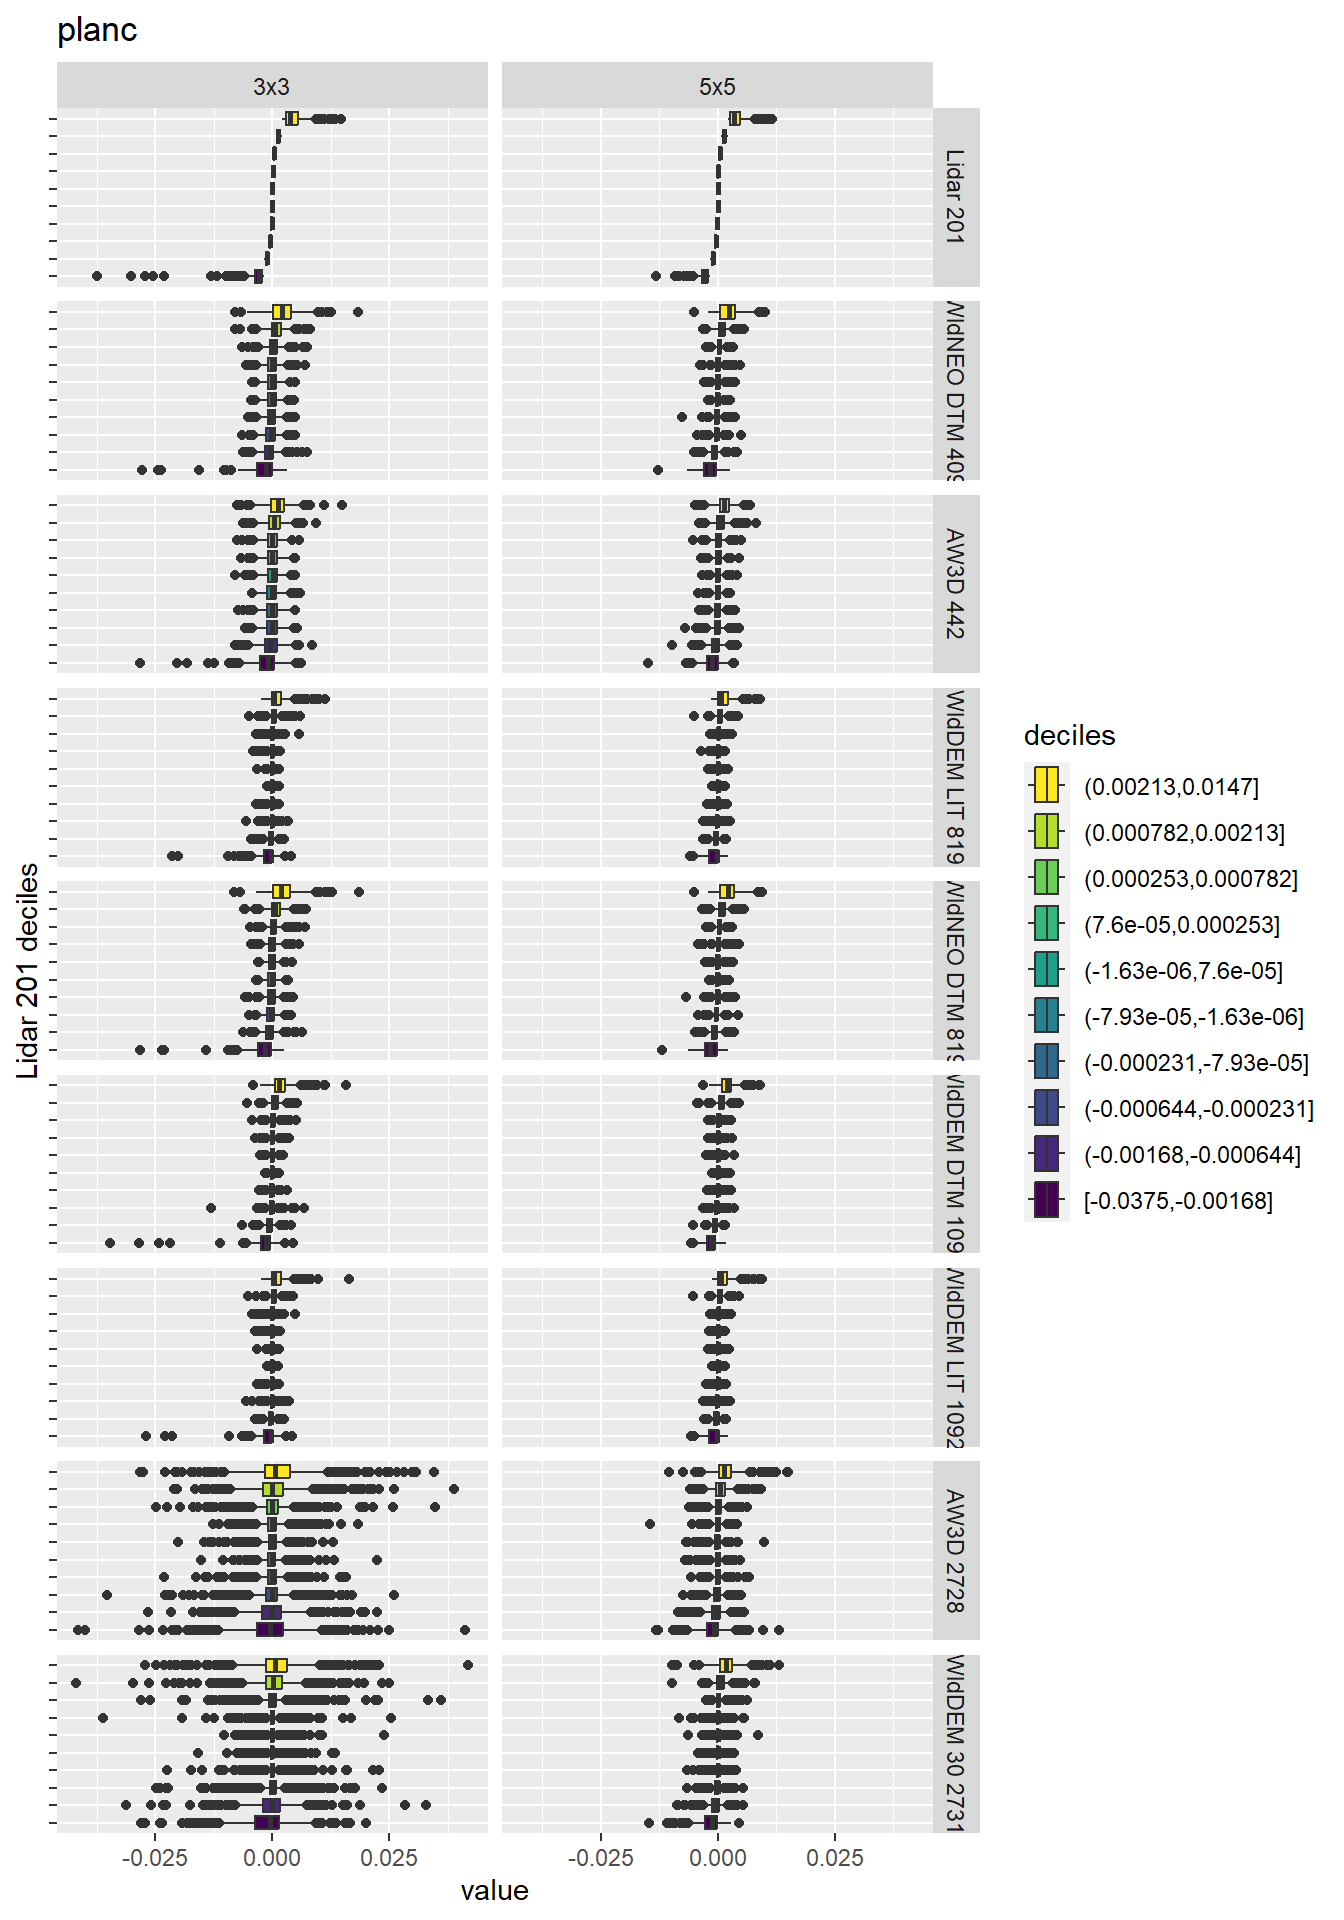 planc
3x3
5x5
Lidar 201
WldNEO DTM 409
AW3D 442
WldDEM LIT 819
WldNEO DTM 819
WldDEM DTM 109
WldDEM LIT 1092
AW3D 2728
WldDEM 30 2731
Lidar 201 deciles
-0.025
0.000
0.025
-0.025
0.000
0.025
value
deciles
(0.00213,0.0147]
(0.000782,0.00213]
(0.000253,0.000782]
(7.6e-05,0.000253]
(-1.63e-06,7.6e-05]
(-7.93e-05,-1.63e-06]
(-0.000231,-7.93e-05]
(-0.000644,-0.000231]
(-0.00168,-0.000644]
[-0.0375,-0.00168]